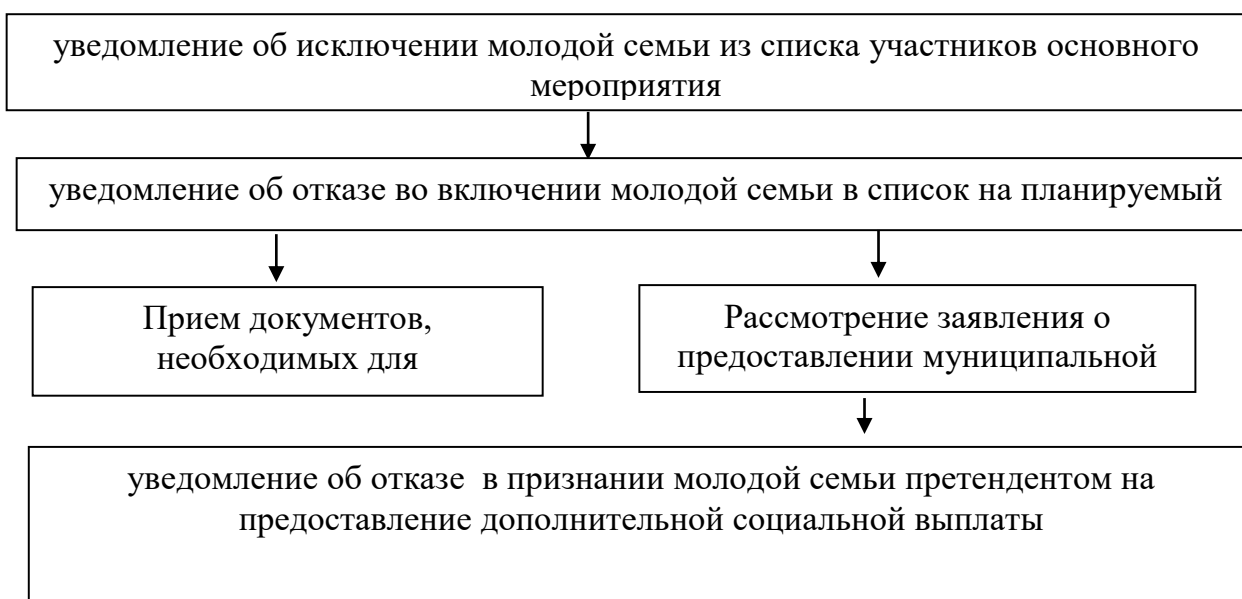 уведомление об исключении молодой семьи из списка участников основного
мероприятия
уведомление об отказе во включении молодой семьи в список на планируемый
Прием документов,
необходимых для
Рассмотрение заявления о
предоставлении муниципальной
уведомление об отказе в признании молодой семьи претендентом на
предоставление дополнительной социальной выплаты